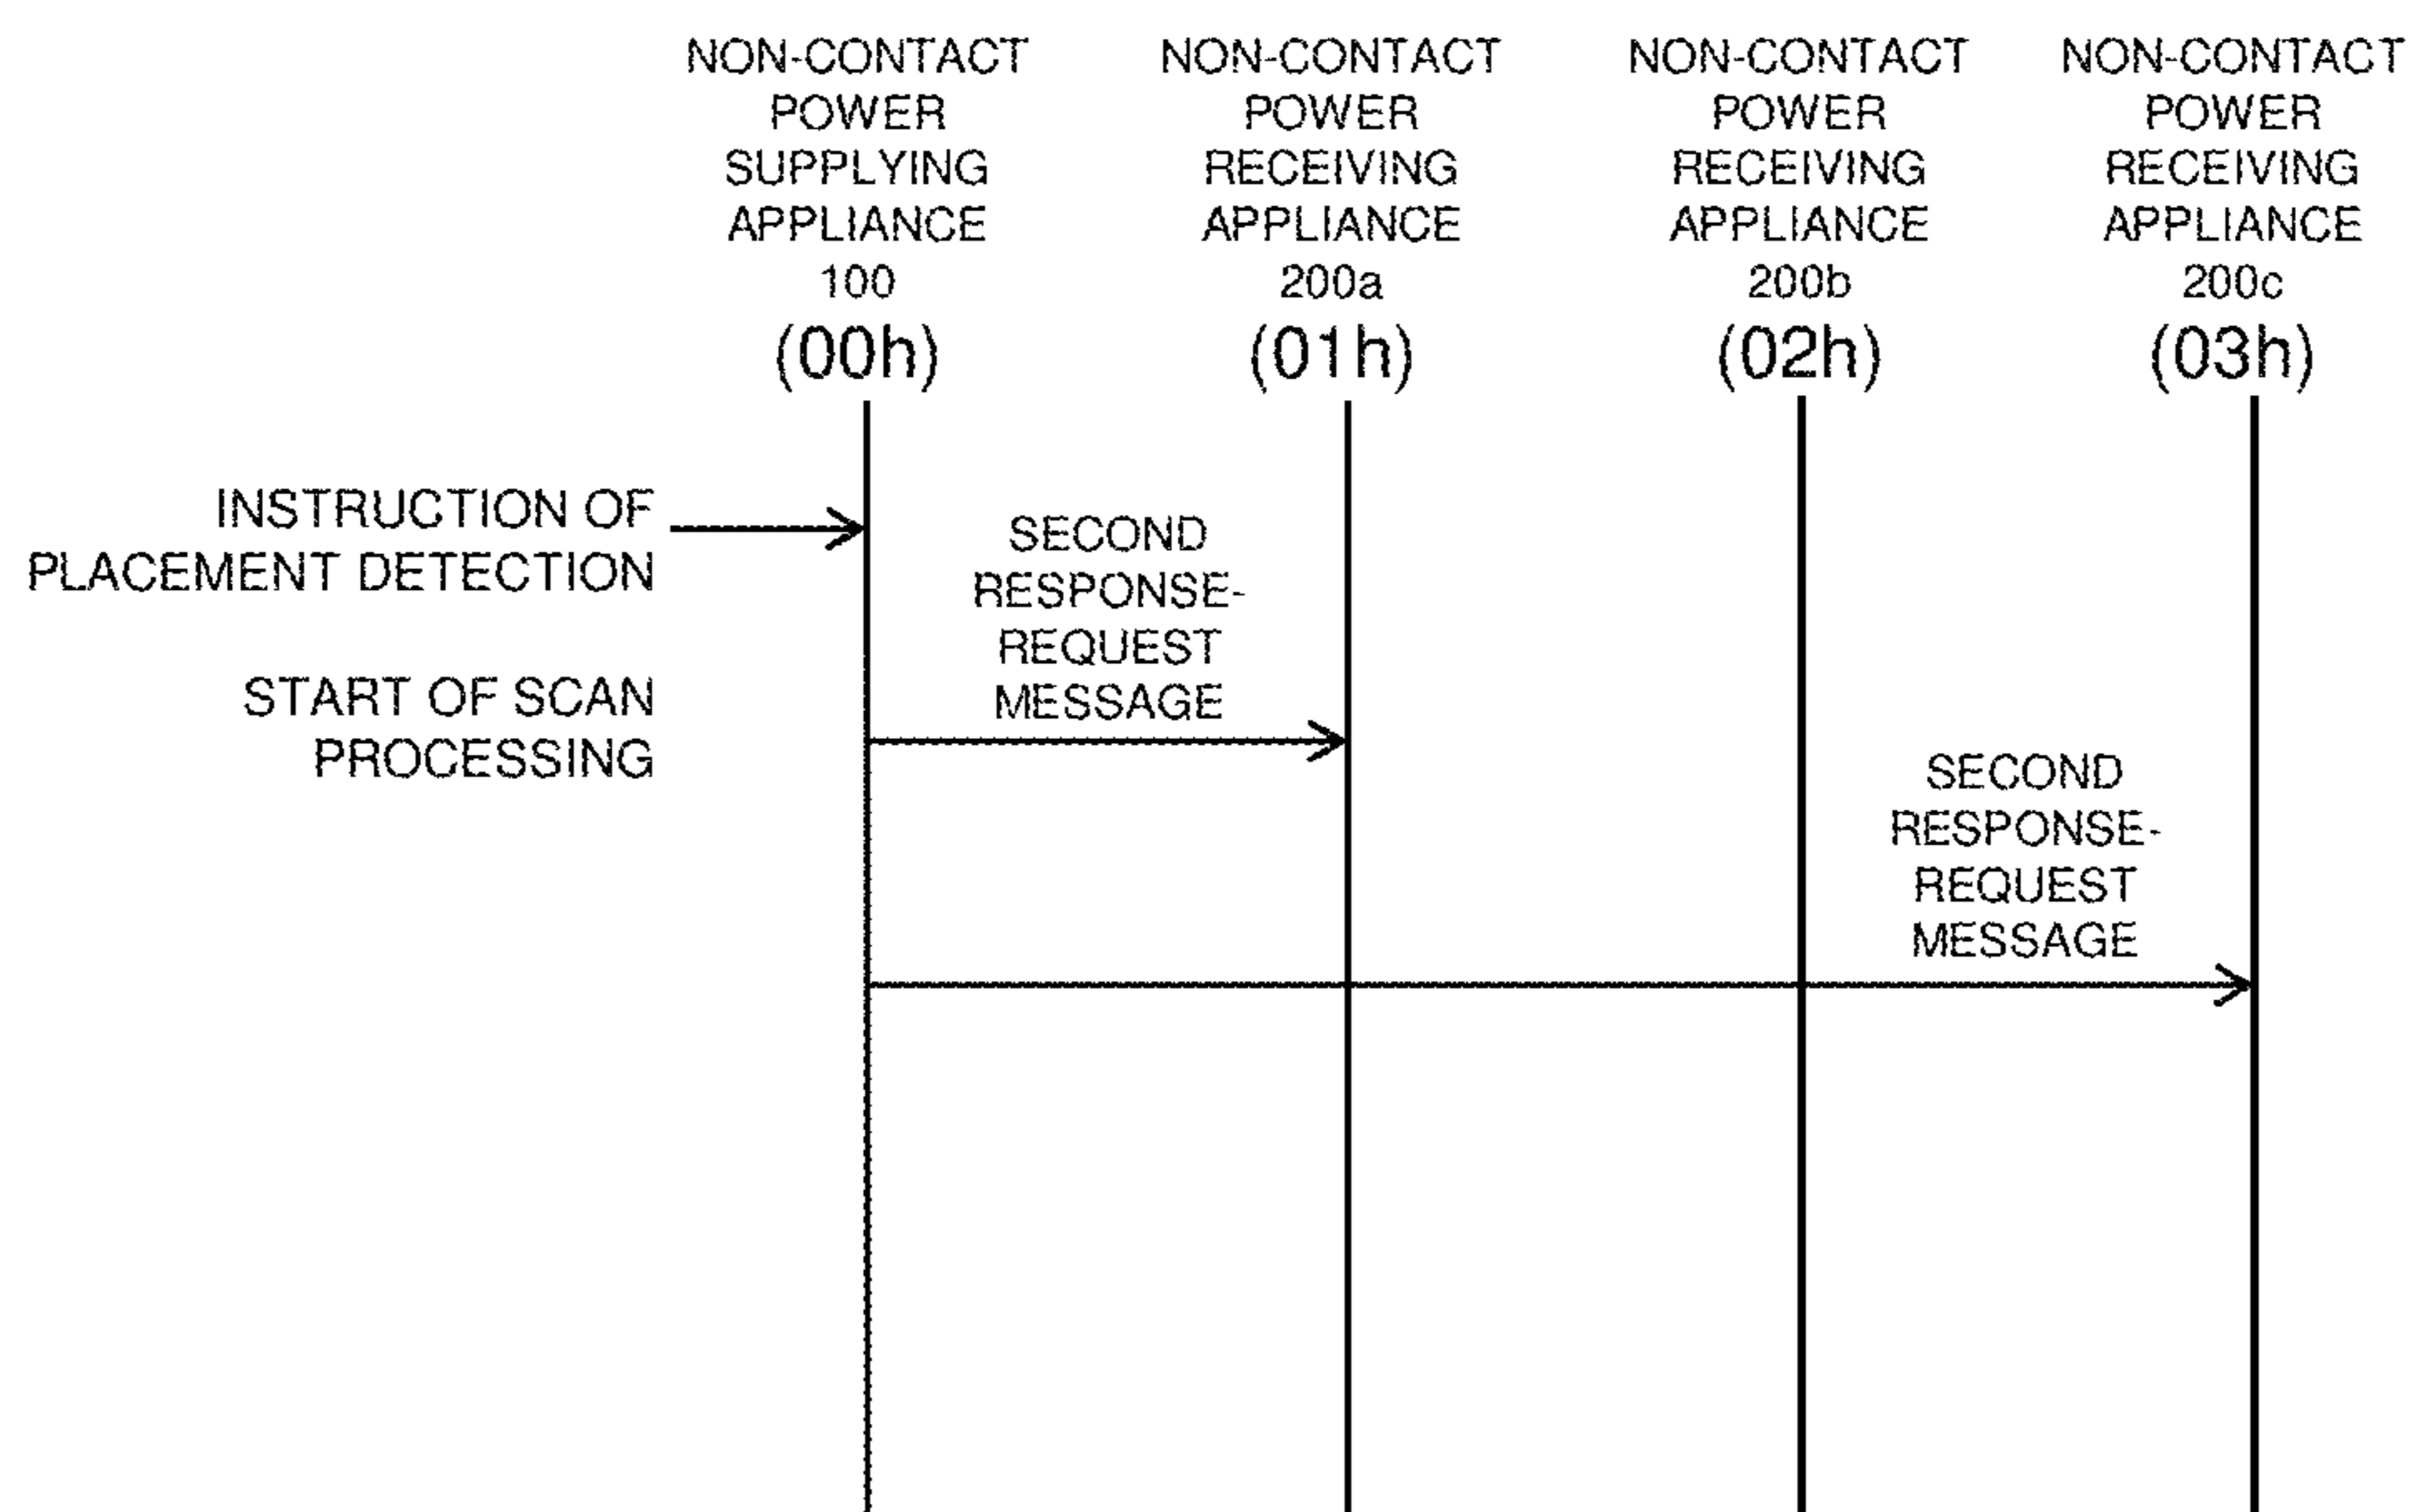 NON-CONTACT
POWER
SUPPLYING
APPLIANCE
100
(00h)
NON-CONTACT
POWER
RECEIVING
APPLIANCE
200a
(01h)
NON-CONTACT
POWER
RECEIVING
APPLIANCE
200b
(02h)
NON-CONTACT
POWER
RECEIVING
APPLIANCE
200c
(03h)
INSTRUCTION OF
PLACEMENT DETECTION
SECOND
RESPONSE-
REQUEST
MESSAGE
START OF SCAN
PROCESSING
SECOND
RESPONSE-
REQUEST
MESSAGE